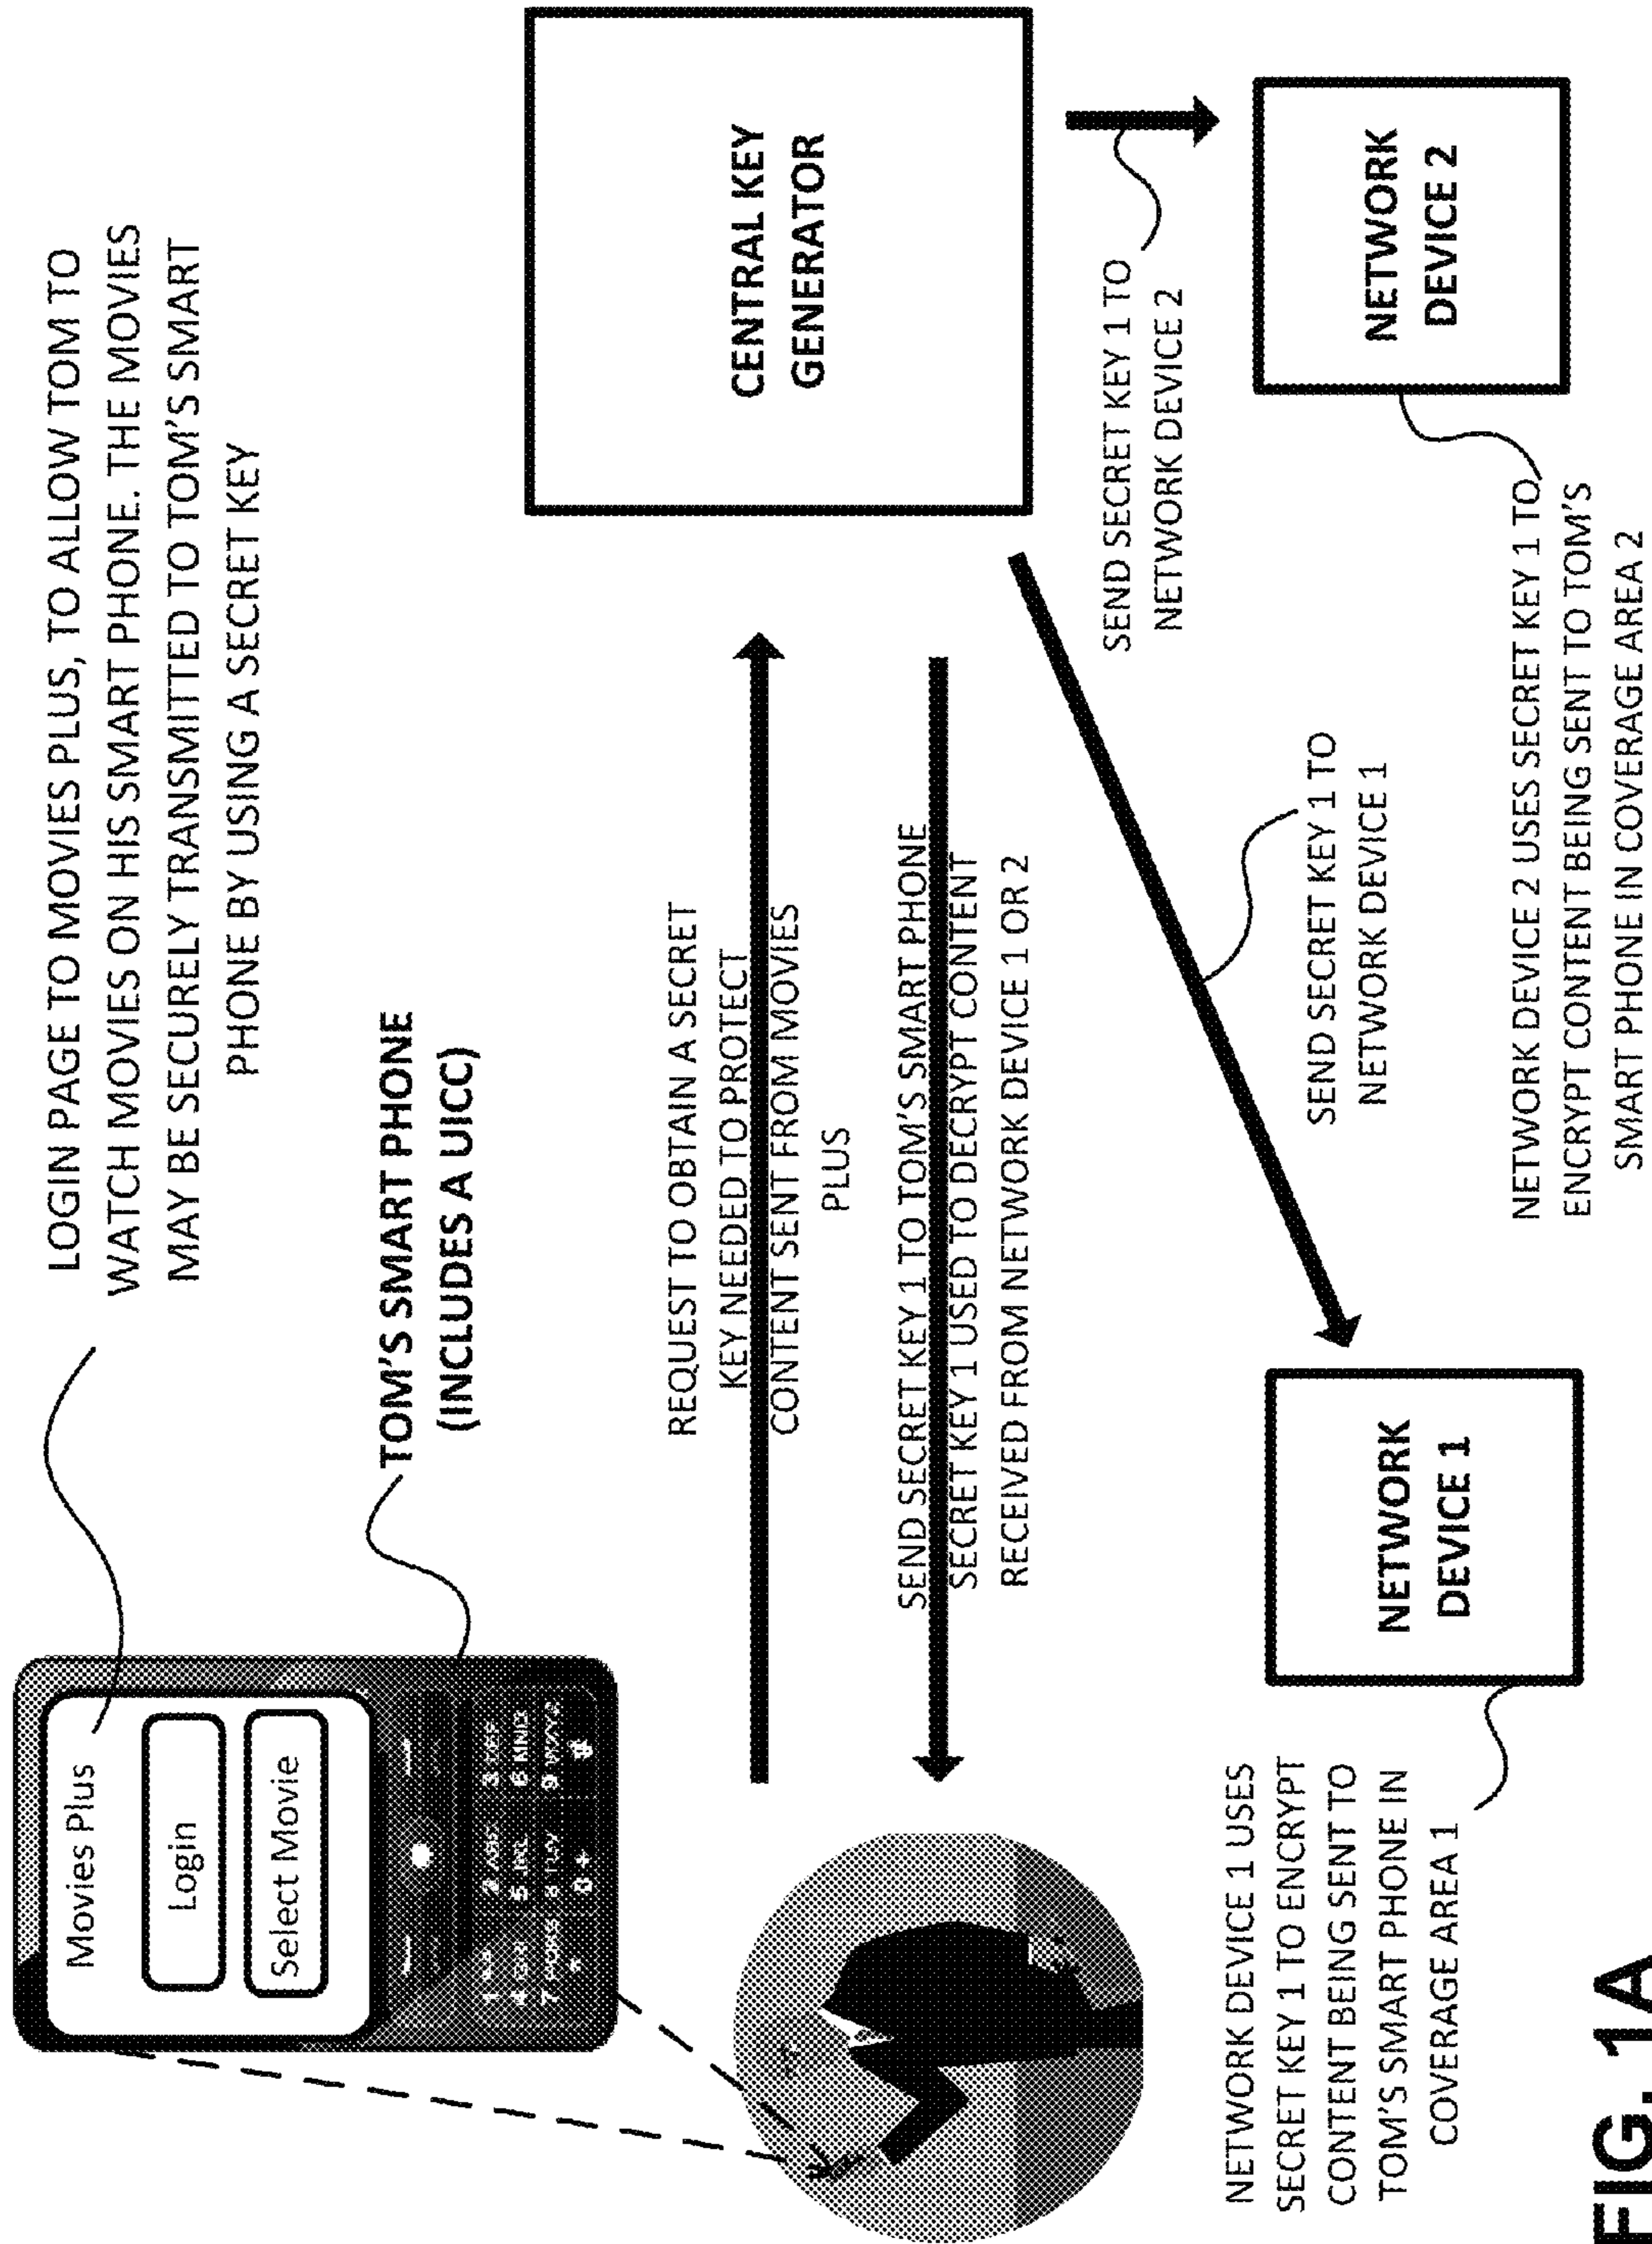 Movies Plus
Login
Select Movie
LOGIN PAGE TO MOVIES PLUS, TO ALLOW TOM TO
WATCH MOVIES ON HIS SMART PHONE. THE MOVIES
MAY BE SECURELY TRANSMITTED TO TOM'S SMART
PHONE BY USING A SECRET KEY
TOM'S SMART PHONE
(INCLUDES A UICC)
REQUEST TO OBTAIN A SECRET
KEY NEEDED TO PROTECT
CONTENT SENT FROM MOVIES
PLUS
SEND SECRET KEY 1 TO TOM'S SMART PHONE
SECRET KEY 1 USED TO DECRYPT CONTENT
RECEIVED FROM NETWORK DEVICE 1 OR 2
CENTRAL KEY
GENERATOR
SEND SECRET KEY 1 TO
NETWORK DEVICE 2
SEND SECRET KEY 1 TO
NETWORK DEVICE 1
NETWORK DEVICE 1 USES
SECRET KEY 1 TO ENCRYPT
CONTENT BEING SENT TO
TOM'S SMART PHONE IN
COVERAGE AREA 1
NETWORK
DEVICE 1
NETWORK
DEVICE 2
NETWORK DEVICE 2 USES SECRET KEY 1 TO
ENCRYPT CONTENT BEING SENT TO TOM'S
SMART PHONE IN COVERAGE AREA 2
FIG. 1A